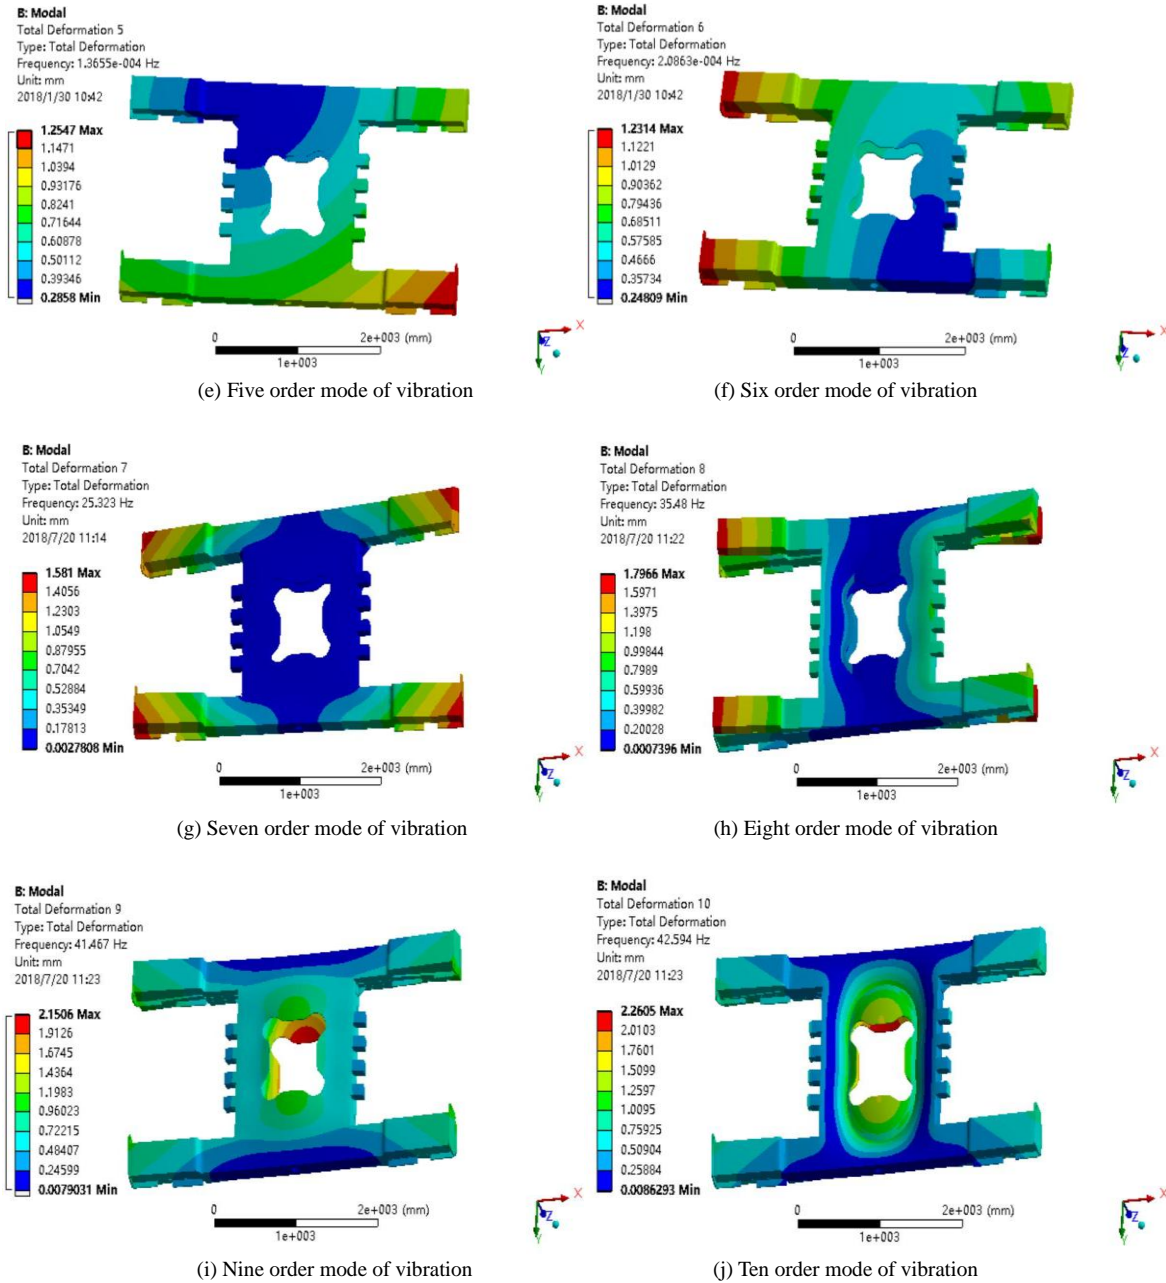 B: Modal
Total Deformation 5
Type: Total Deformation
Frequency: 1.3655e-004 Hz
Unit: mm
2018/1/30 10:42
1.2547 Max
1.1471
1.0394
0.93176
0.8241
0.71644
0.60878
0.50112
0.39346
0.2858 Min
0
2e+003 (mm)
1e+003
X
Z
Y
(e) Five order mode of vibration
B: Modal
Total Deformation 6
Type: Total Deformation
Frequency: 2.0863e-004 Hz
Unit: mm
2018/1/30 10:42
1.2314 Max
1.1221
1.0129
0.90362
0.79436
0.68511
0.57585
0.4666
0.35734
0.24809 Min
0
2e+003 (mm)
1e+003
X
Z
Y
(f) Six order mode of vibration
B: Modal
Total Deformation 7
Type: Total Deformation
Frequency: 25.323 Hz
Unit: mm
2018/7/20 11:14
1.581 Max
1.4056
1.2303
1.0549
0.87955
0.7042
0.52884
0.35349
0.17813
0.0027808 Min
0
2e+003 (mm)
1e+003
X
Z
Y
(g) Seven order mode of vibration
B: Modal
Total Deformation 8
Type: Total Deformation
Frequency: 35.48 Hz
Unit: mm
2018/7/20 11:22
1.7966 Max
1.5971
1.3975
1.198
0.99844
0.7989
0.59936
0.39982
0.20028
0.0007396 Min
0
2e+003 (mm)
1e+003
X
Z
Y
(h) Eight order mode of vibration
B: Modal
Total Deformation 9
Type: Total Deformation
Frequency: 41.467 Hz
Unit: mm
2018/7/20 11:23
2.1506 Max
1.9126
1.6745
1.4364
1.1983
0.96023
0.72215
0.48407
0.24599
0.0079031 Min
0
2e+003 (mm)
1e+003
X
Z
Y
(i) Nine order mode of vibration
B: Modal
Total Deformation 10
Type: Total Deformation
Frequency: 42.594 Hz
Unit: mm
2018/7/20 11:23
2.2605 Max
2.0103
1.7601
1.5099
1.2597
1.0095
0.75925
0.50904
0.25884
0.0086293 Min
0
2e+003 (mm)
1e+003
X
Z
Y
(j) Ten order mode of vibration